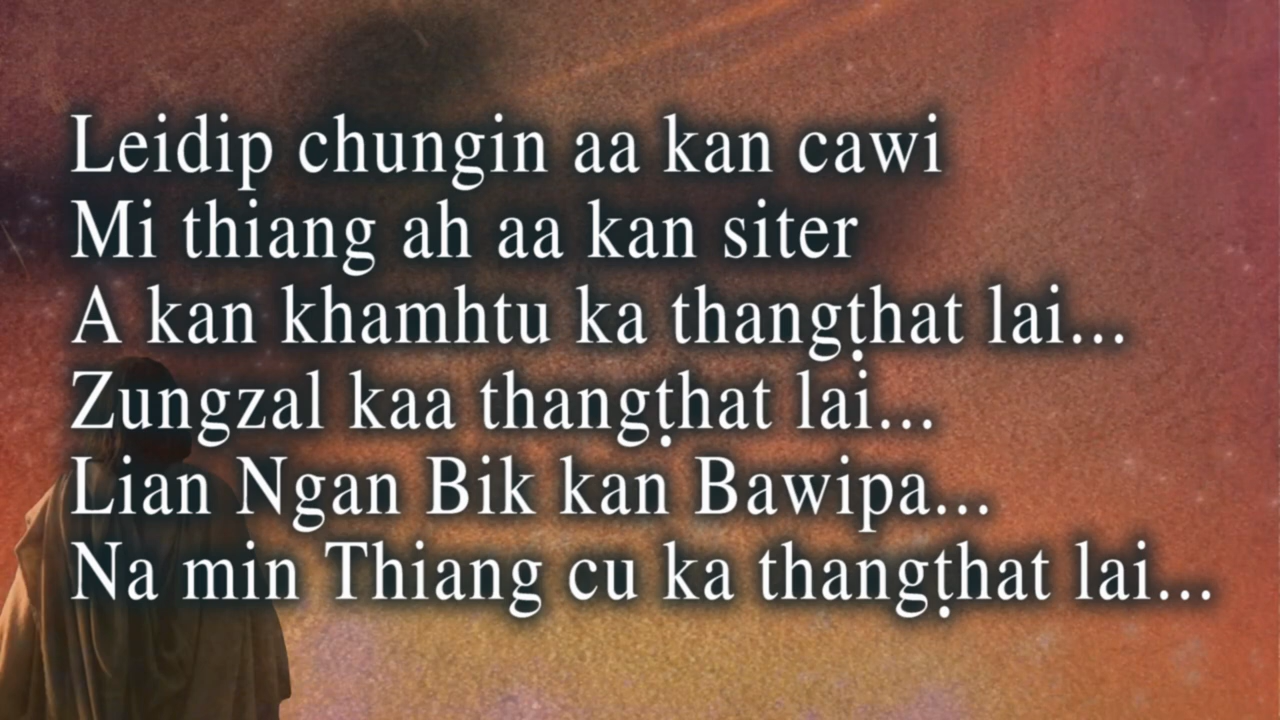 Leidip chungin aa kan cawi
Mi thiang ah aa kan siter
A kan khamhtu ka thangṭhat lai...
Zungzal kaa thangṭhat lai...
Lian Ngan Bik kan Bawipa...
Na min Thiang cu ka thangṭhat lai...